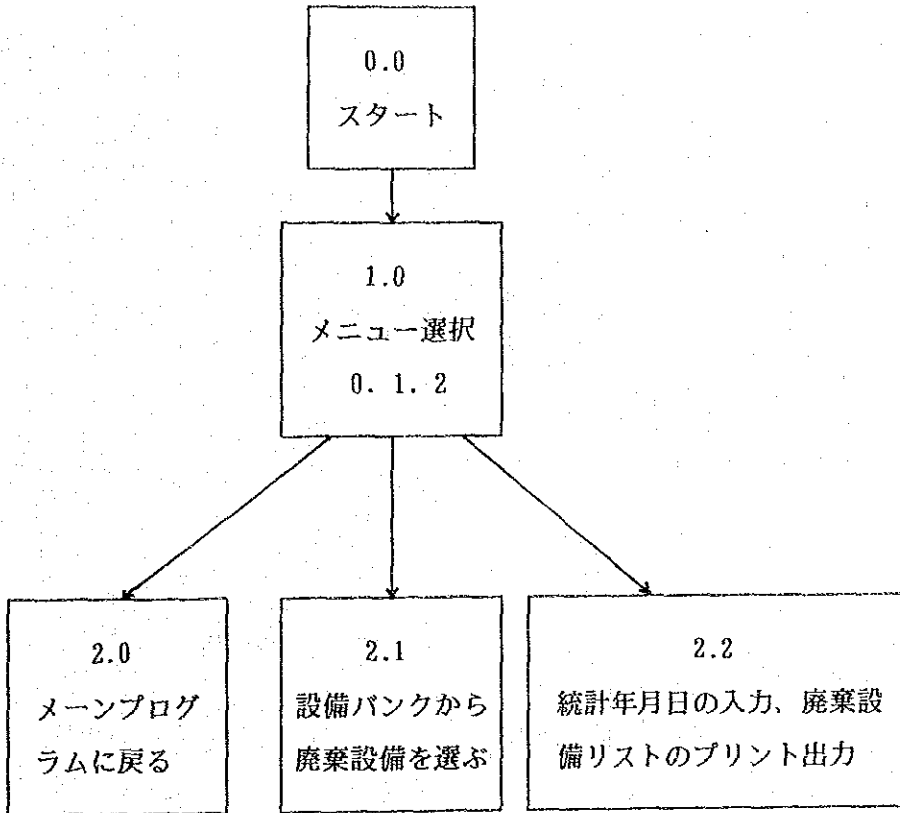 0.0
スタート
1.0
メニュー選択
0. 1. 2
2.0
メーンプログ
ラムに戻る
2.1
設備バンクから
廃棄設備を選ぶ
2.2
統計年月日の入力、廃棄設
備リストのプリント出力